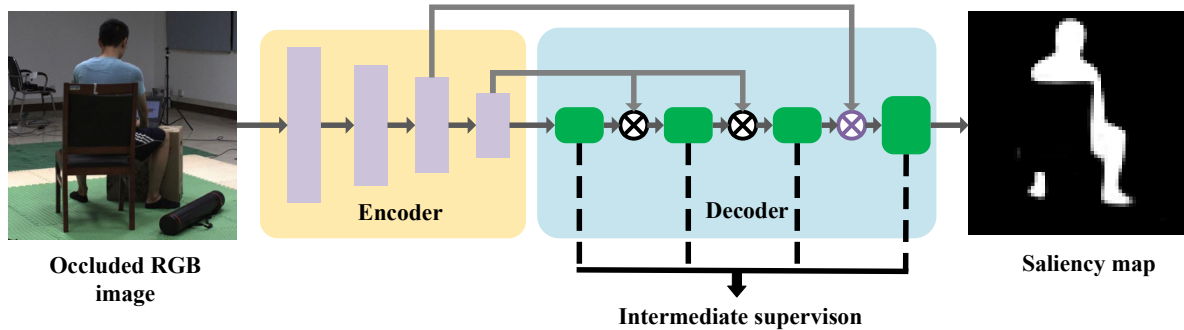 Encoder
Decoder
Occluded RGB
image
Saliency map
Intermediate supervison